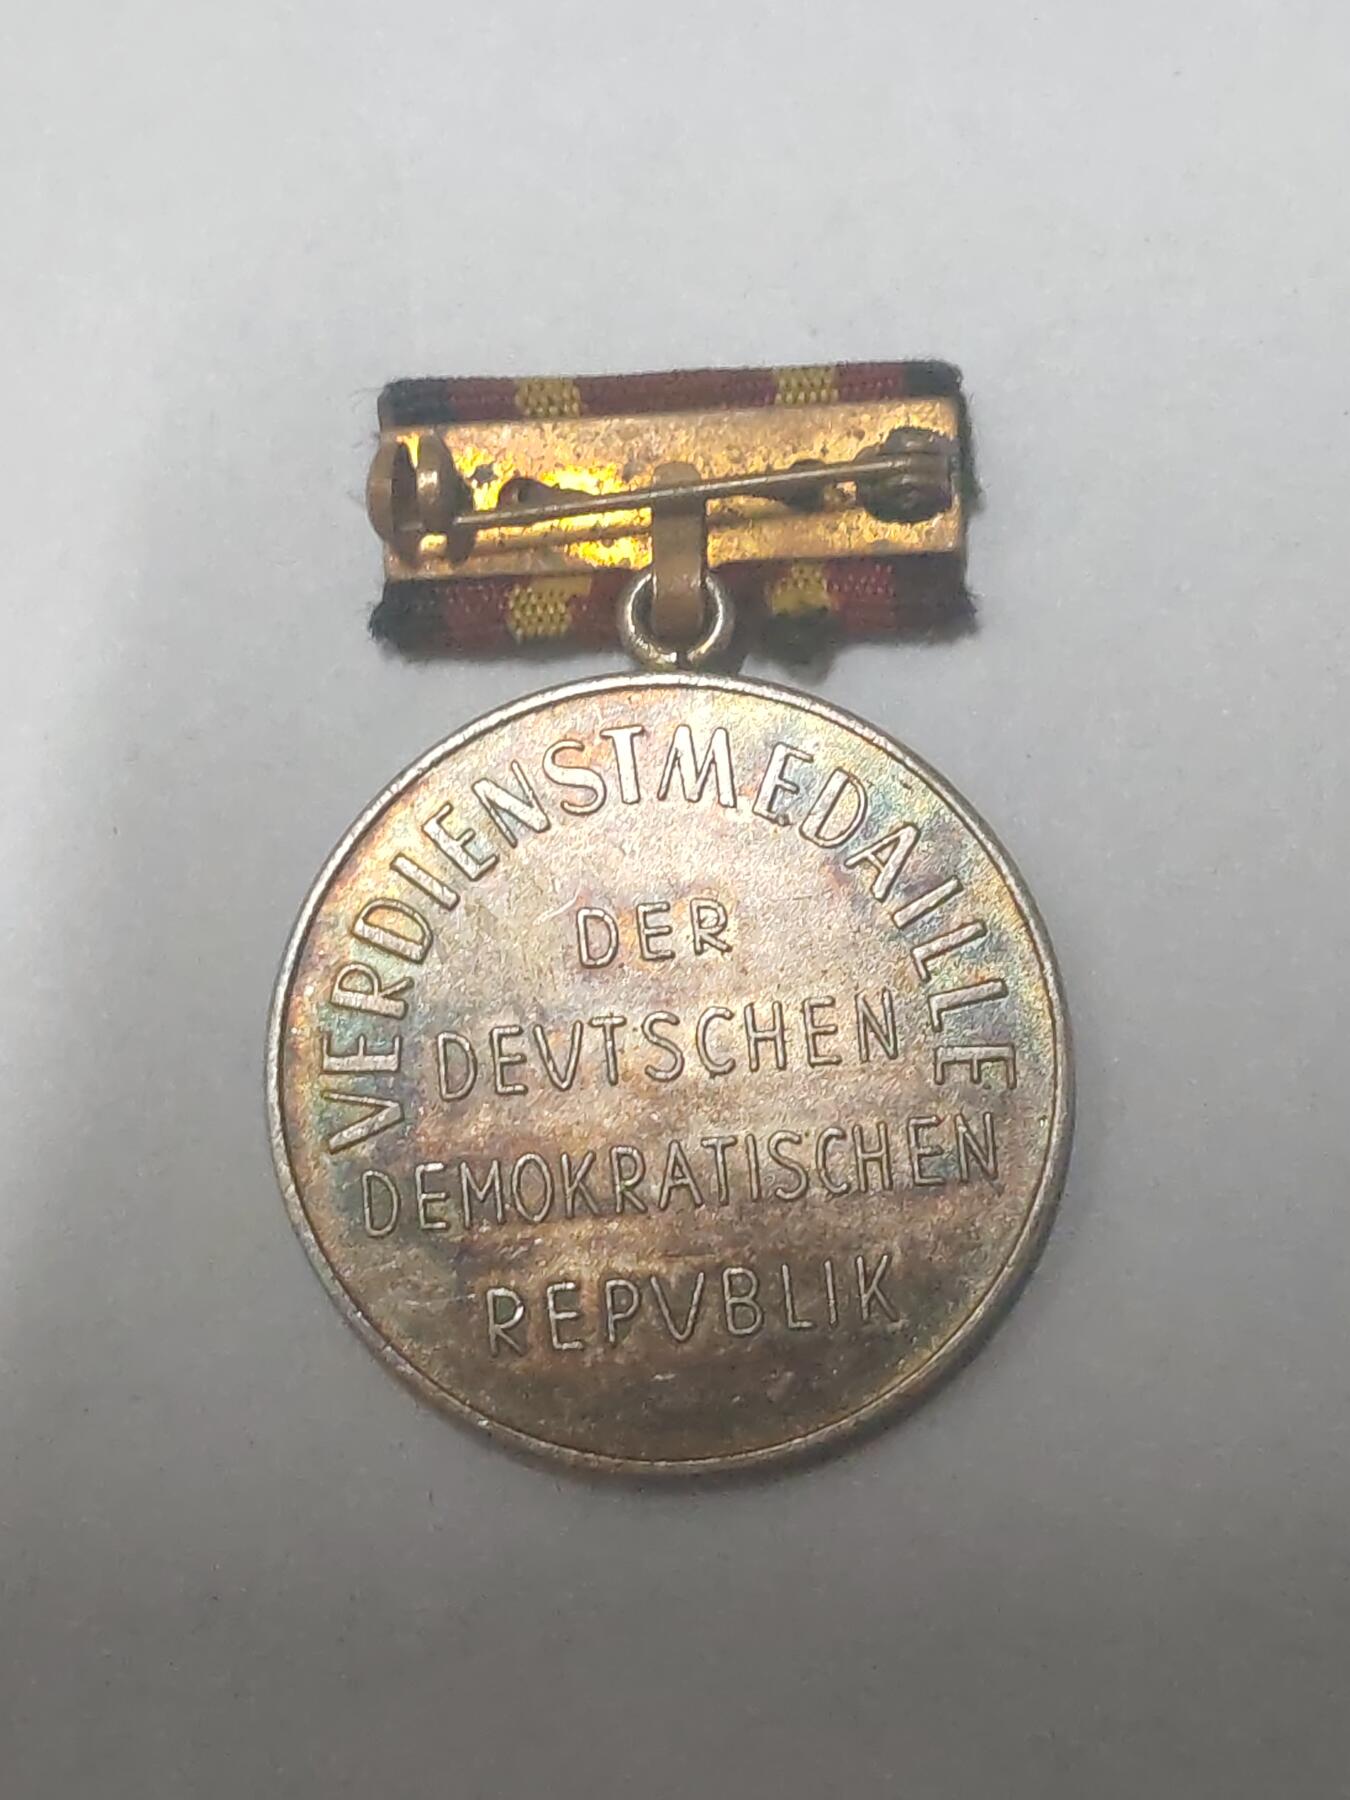 VERDIENSTMEDAILLE
DER
DEVTSCHEN
DEMOKRATISCHEN
REPVBLIK